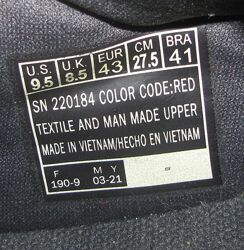 U.S. U.K EUR CM BRA
9.5 8.5 43 27.5 41
SN 220184 COLOR CODE:RED
TEXTILE AND MAN MADE UPPER
MADE IN VIETNAM/HECHO EN VIETNAM
F M Y
190-9 03-21